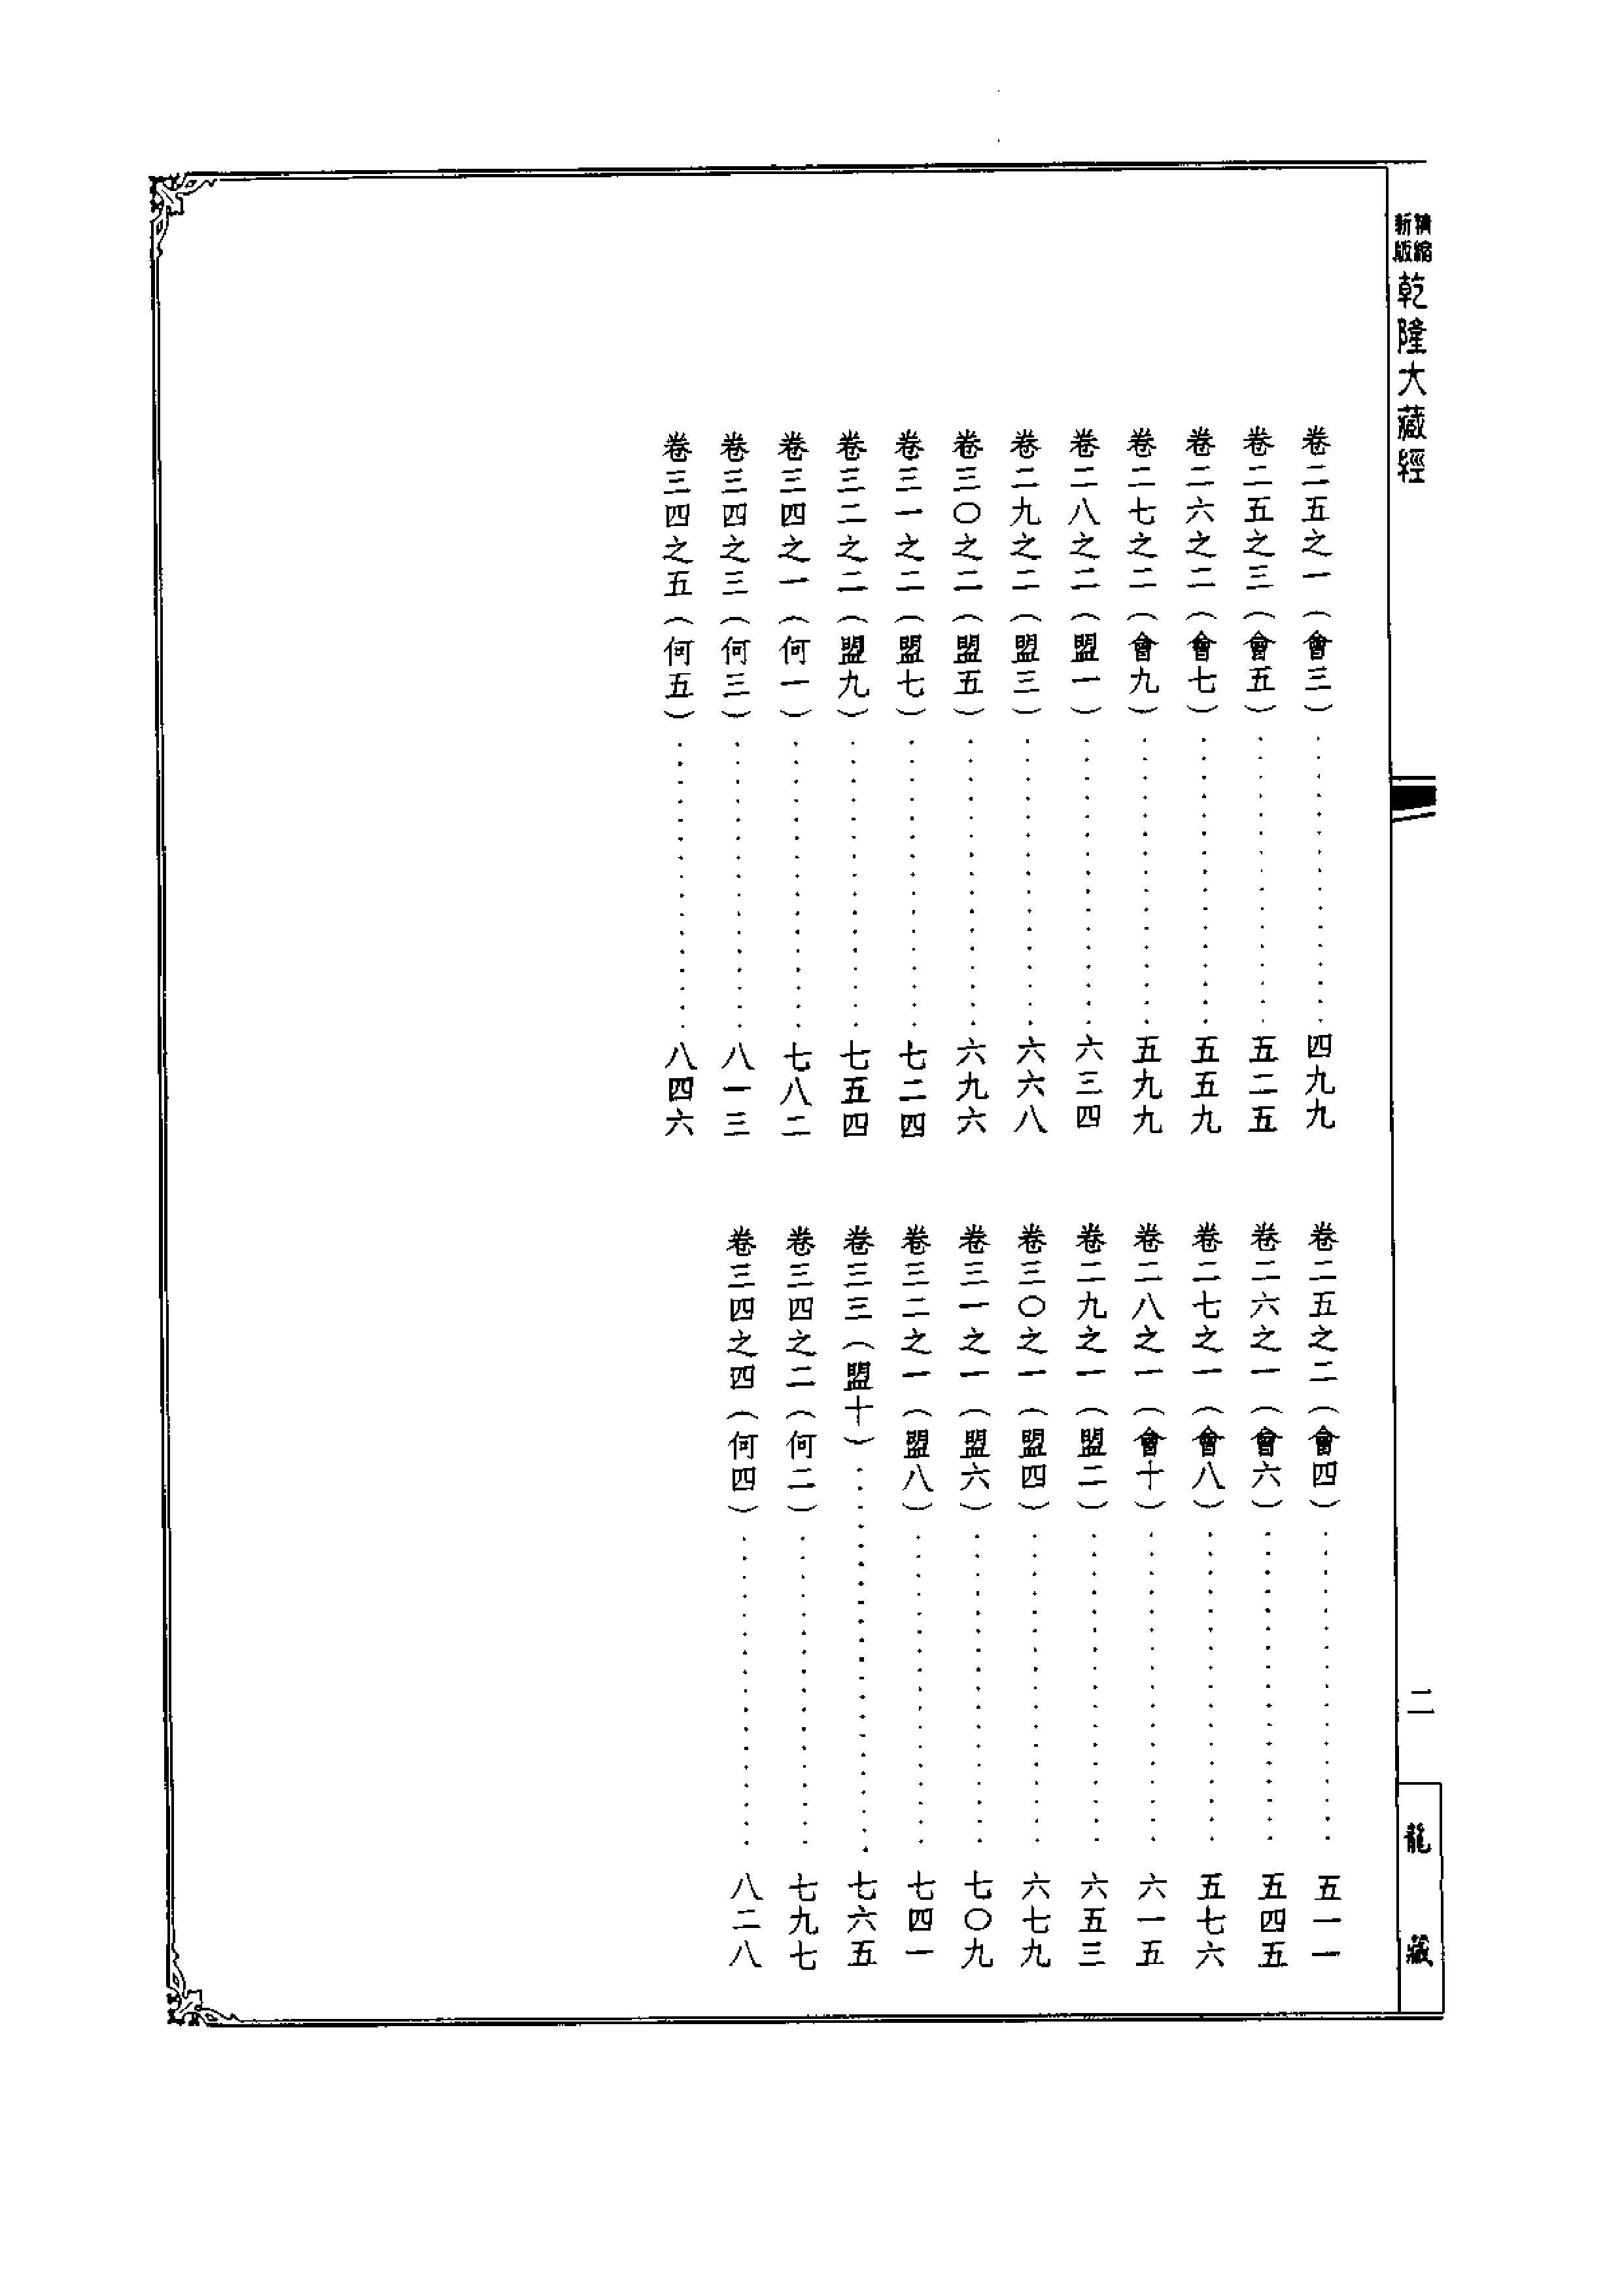 精縮
新版
乾隆大藏經
二
龍藏
卷二五之一（會三）⋯⋯四九九
卷二五之二（會四）⋯⋯五一一
卷二五之三（會五）⋯⋯五二五
卷二六之一（會六）⋯⋯五四五
卷二六之二（會七）⋯⋯五五九
卷二七之一（會八）⋯⋯五七六
卷二七之二（會九）⋯⋯五九九
卷二八之一（會十）⋯⋯六一五
卷二八之二（盟一）⋯⋯六三四
卷二九之一（盟二）⋯⋯六五三
卷二九之二（盟三）⋯⋯六六八
卷三〇之一（盟四）⋯⋯六七九
卷三〇之二（盟五）⋯⋯六九六
卷三一之一（盟六）⋯⋯七〇九
卷三一之二（盟七）⋯⋯七二四
卷三二之一（盟八）⋯⋯七四一
卷三二之二（盟九）⋯⋯七五四
卷三三（盟十）⋯⋯七六五
卷三四之一（何一）⋯⋯七八二
卷三四之二（何二）⋯⋯七九七
卷三四之三（何三）⋯⋯八一三
卷三四之四（何四）⋯⋯八二八
卷三四之五（何五）⋯⋯八四六